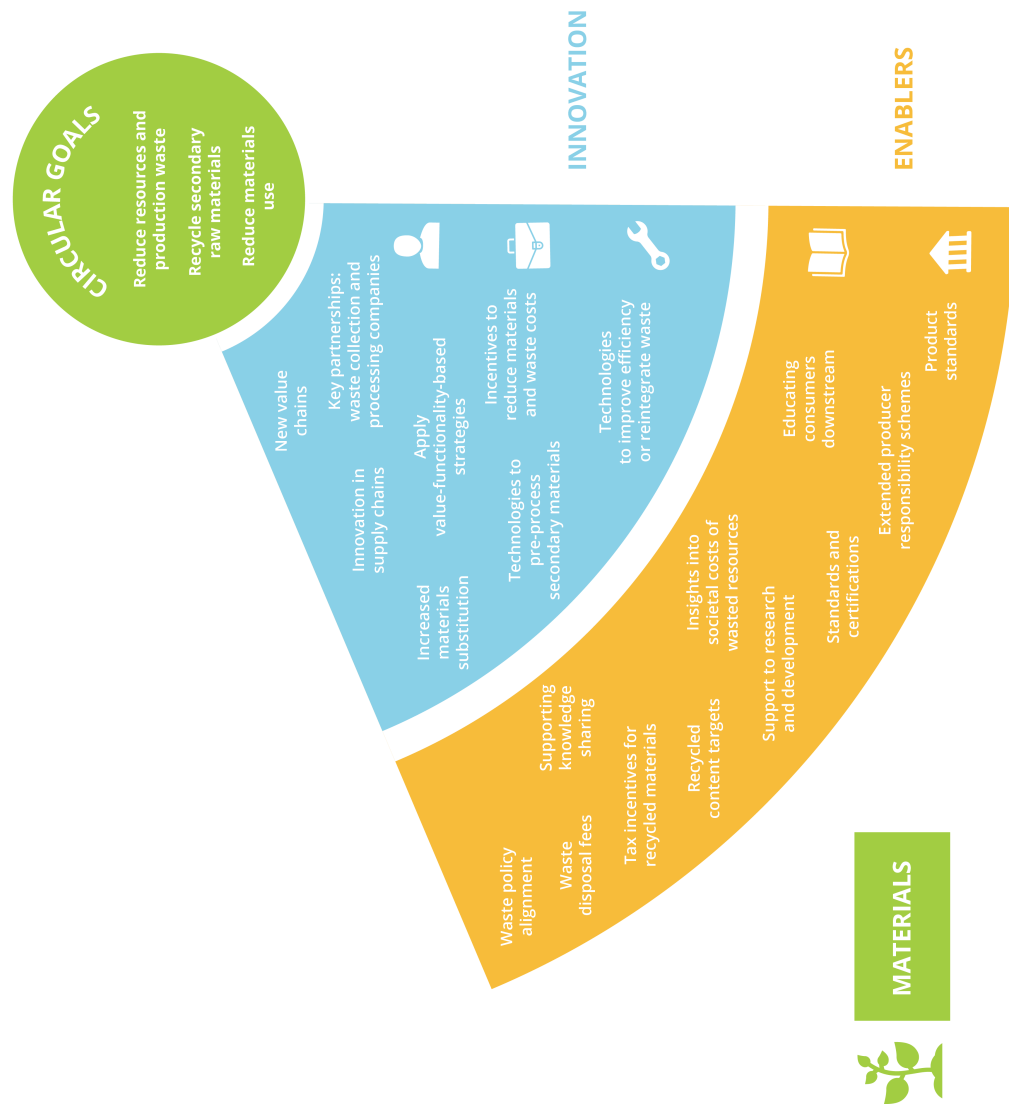 CIRCULAR GOALS
Reduce resources and
production waste
Recycle secondary
raw materials
Reduce materials
use
INNOVATION
New value
chains
Key partnerships:
waste collection and
processing companies
Innovation in
supply chains
Apply
value-functionality-based
strategies
Incentives to
reduce materials
and waste costs
Increased
materials
substitution
Technologies to
pre-process
secondary materials
Technologies
to improve efficiency
or reintegrate waste
ENABLERS
Waste policy
alignment
Supporting
knowledge
sharing
Waste
disposal fees
Tax incentives for
recycled materials
Insights into
societal costs of
wasted resources
Recycled
content targets
Educating
consumers
downstream
Support to research
and development
Standards and
certifications
Extended producer
responsibility schemes
Product
standards
MATERIALS